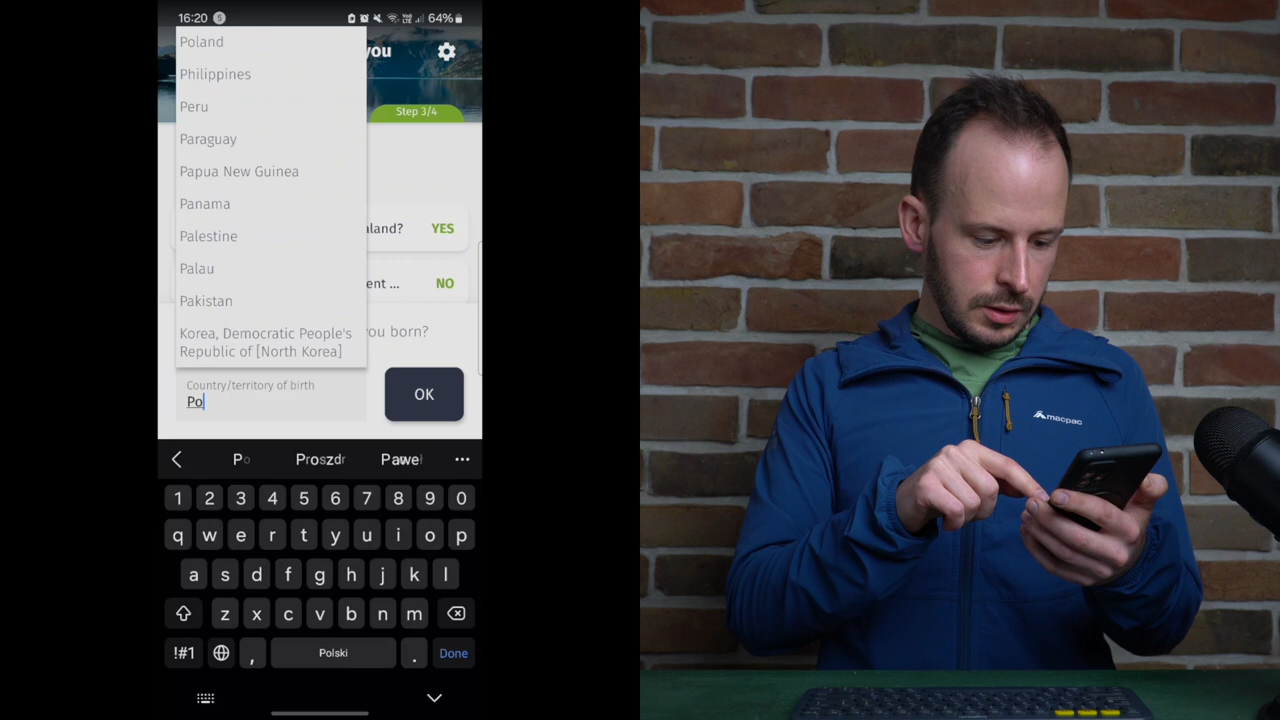 16:20 5 64%
you
Step 3/4
Poland
Philippines
Peru
Paraguay
Papua New Guinea
Panama
Palestine
Palau
Pakistan
Korea, Democratic People's
Republic of [North Korea]
aland? YES
ent ... NO
you born?
Country/territory of birth
Po
OK
Po Proszdr Paweł ...
1 2 3 4 5 6 7 8 9 0
q w e r t y u i o p
a s d f g h j k l
z x c v b n m
!#1 , Polski . Done
macpac